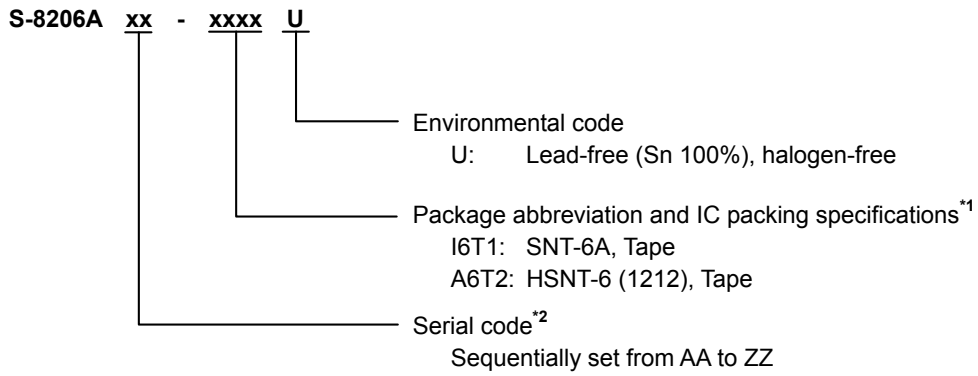 S-8206A xx - xxxx U
Environmental code
U: Lead-free (Sn 100%), halogen-free
Package abbreviation and IC packing specifications*1
I6T1: SNT-6A, Tape
A6T2: HSNT-6 (1212), Tape
Serial code*2
Sequentially set from AA to ZZ